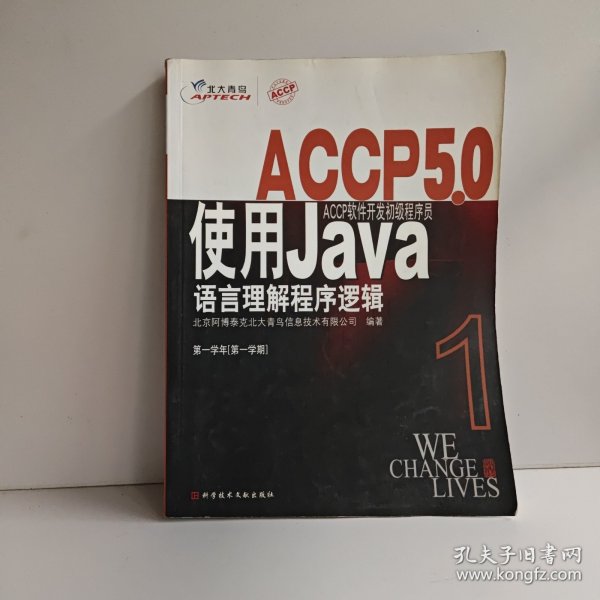 北大青鸟
APTECH
ACCP
ACCP5.0
ACCP软件开发初级程序员
使用Java
语言理解程序逻辑
北京阿博泰克北大青鸟信息技术有限公司 编著
第一学年[第一学期]
1
WE
CHANGE
LIVES
科学技术文献出版社
孔夫子旧书网
www.kongfz.com